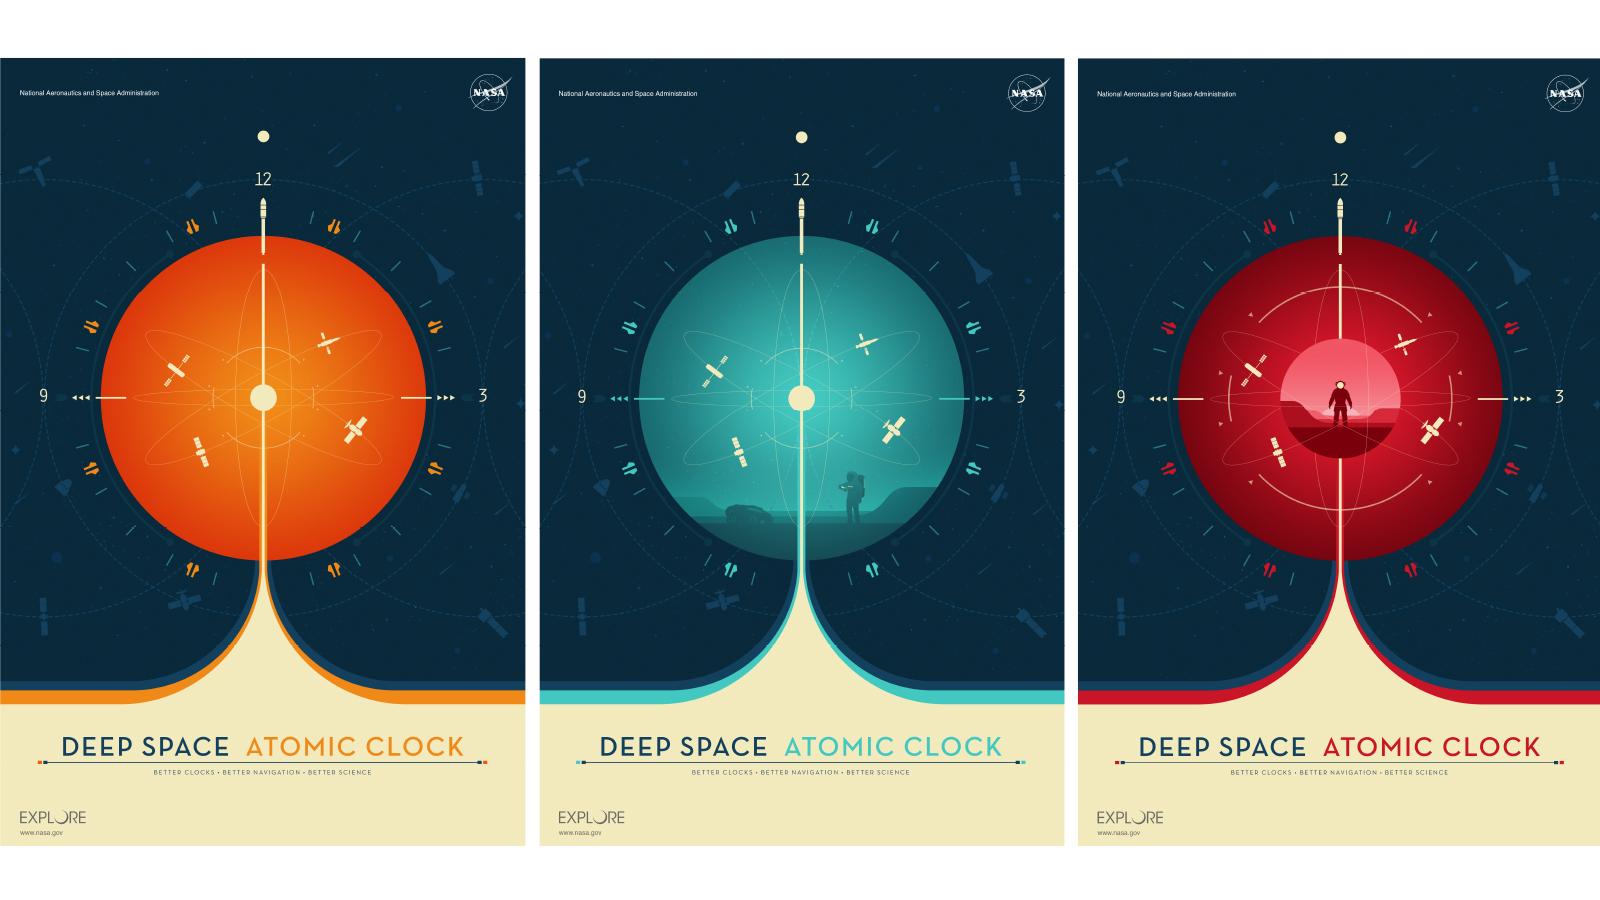 National Aeronautics and Space Administration
NASA
12
9
3
DEEP SPACE ATOMIC CLOCK
BETTER CLOCKS • BETTER NAVIGATION • BETTER SCIENCE
EXPLORE
www.nasa.gov
National Aeronautics and Space Administration
NASA
12
9
3
DEEP SPACE ATOMIC CLOCK
BETTER CLOCKS • BETTER NAVIGATION • BETTER SCIENCE
EXPLORE
www.nasa.gov
National Aeronautics and Space Administration
NASA
12
9
3
DEEP SPACE ATOMIC CLOCK
BETTER CLOCKS • BETTER NAVIGATION • BETTER SCIENCE
EXPLORE
www.nasa.gov